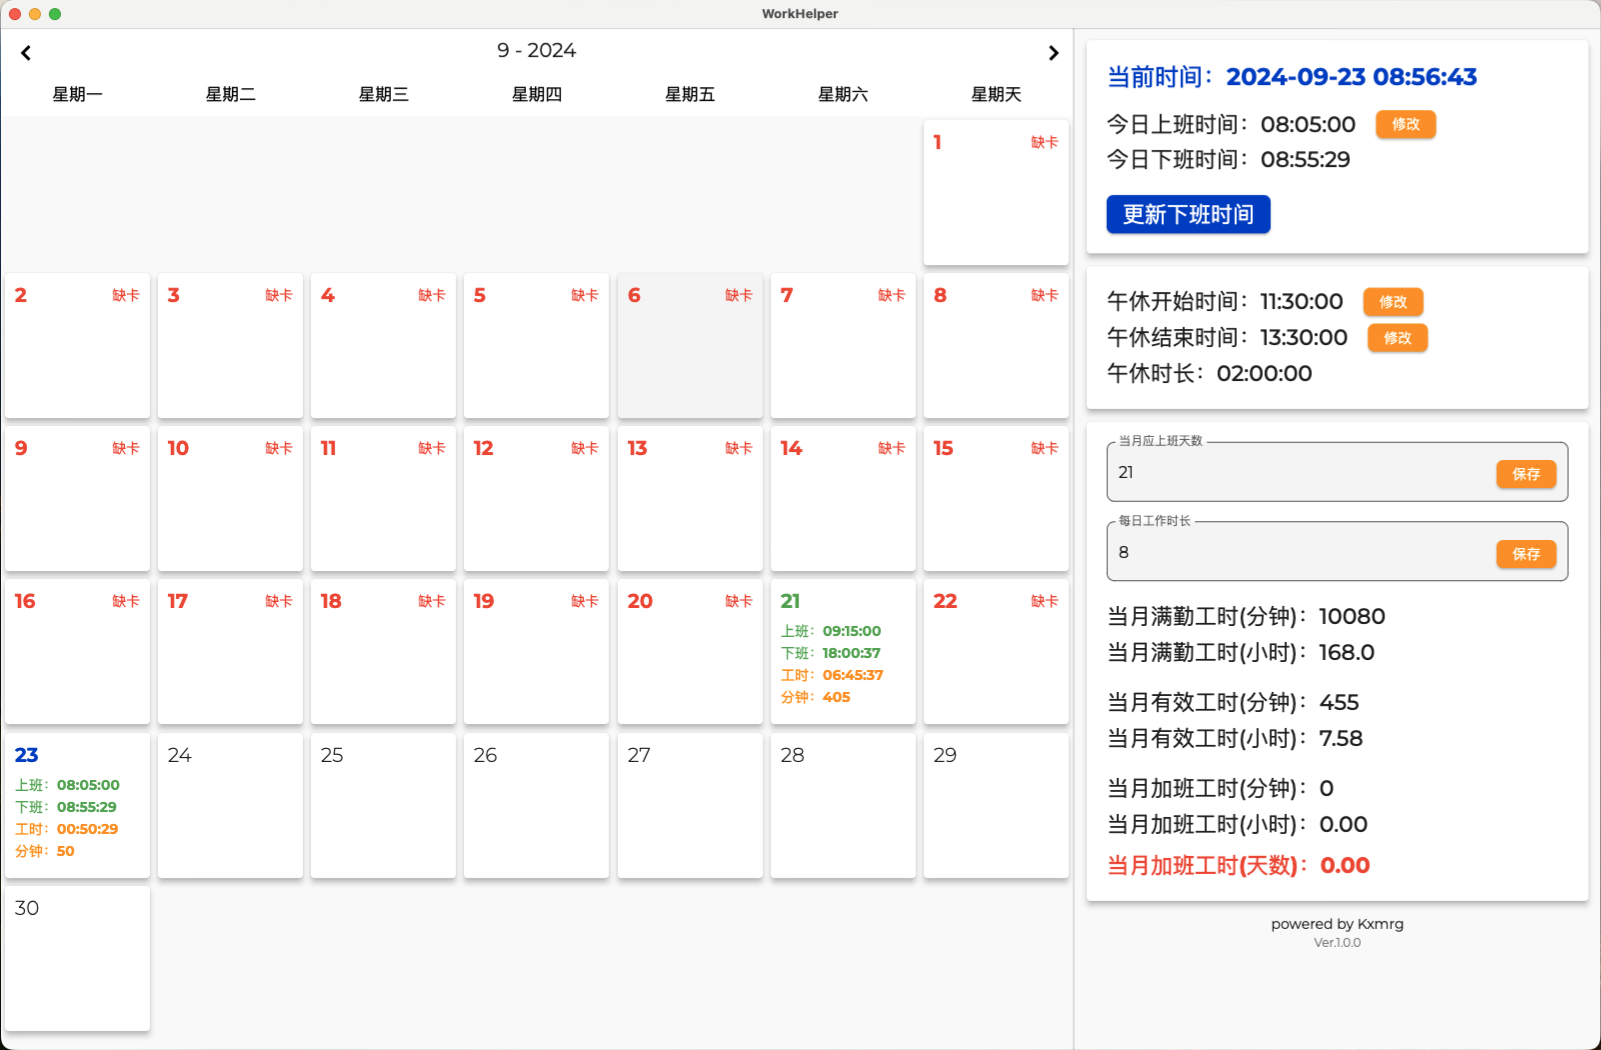 WorkHelper
9 - 2024
星期一 星期二 星期三 星期四 星期五 星期六 星期天
1 缺卡
2 缺卡 3 缺卡 4 缺卡 5 缺卡 6 缺卡 7 缺卡 8 缺卡
9 缺卡 10 缺卡 11 缺卡 12 缺卡 13 缺卡 14 缺卡 15 缺卡
16 缺卡 17 缺卡 18 缺卡 19 缺卡 20 缺卡 21 22 缺卡
上班：09:15:00
下班：18:00:37
工时：06:45:37
分钟：405
23 24 25 26 27 28 29
上班：08:05:00
下班：08:55:29
工时：00:50:29
分钟：50
30
当前时间：2024-09-23 08:56:43
今日上班时间：08:05:00 修改
今日下班时间：08:55:29
更新下班时间
午休开始时间：11:30:00 修改
午休结束时间：13:30:00 修改
午休时长：02:00:00
当月应上班天数
21 保存
每日工作时长
8 保存
当月满勤工时(分钟)：10080
当月满勤工时(小时)：168.0
当月有效工时(分钟)：455
当月有效工时(小时)：7.58
当月加班工时(分钟)：0
当月加班工时(小时)：0.00
当月加班工时(天数)：0.00
powered by Kxmrg
Ver.1.0.0